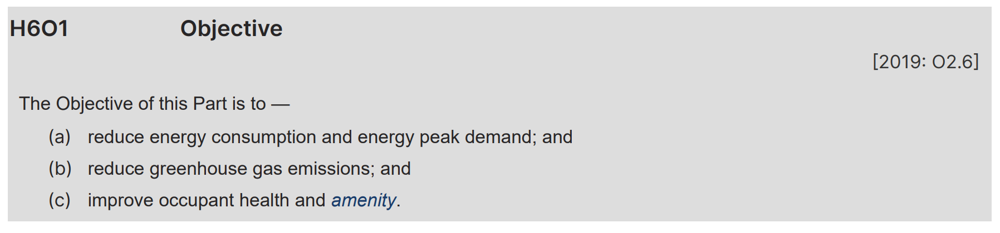 H6O1 Objective
[2019: O2.6]
The Objective of this Part is to —
(a) reduce energy consumption and energy peak demand; and
(b) reduce greenhouse gas emissions; and
(c) improve occupant health and amenity.